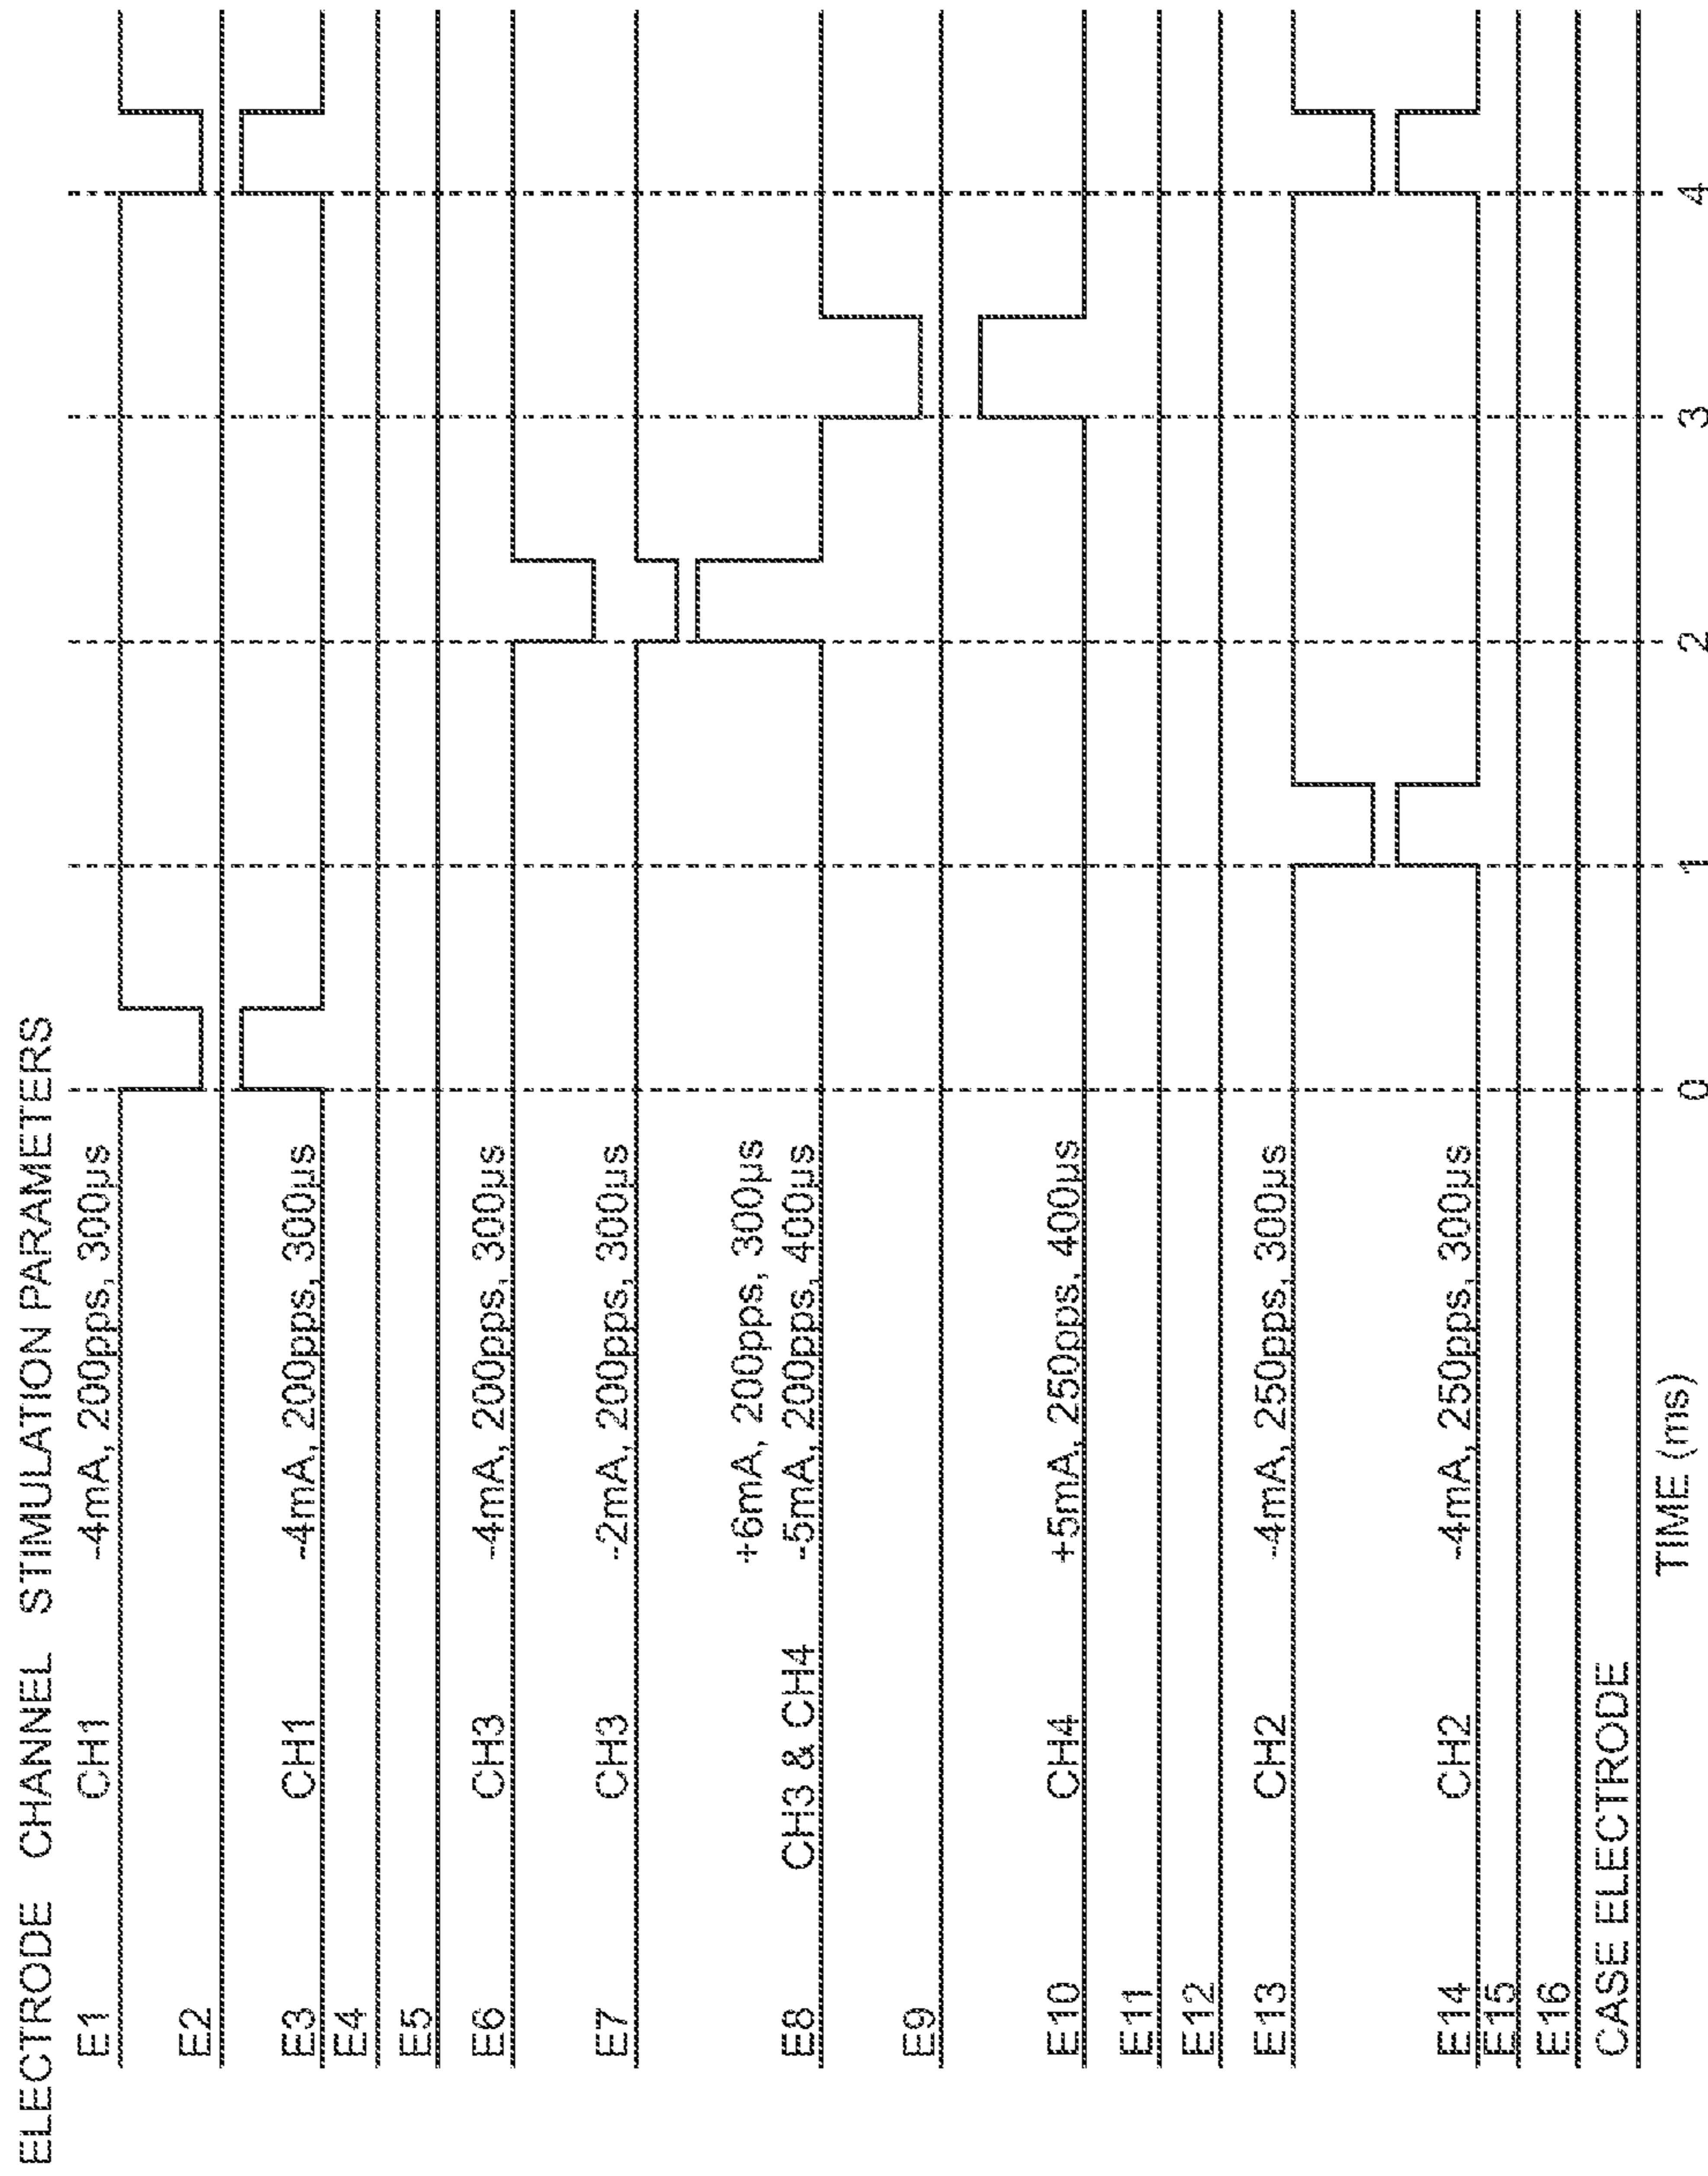 ELECTRODE CHANNEL STIMULATION PARAMETERS
E1 CH1 -4mA, 200pps, 300µs
E2
E3 CH1 -4mA, 200pps, 300µs
E4
E5
E6 CH3 -4mA, 200pps, 300µs
E7 CH3 -2mA, 200pps, 300µs
+6mA, 200pps, 300µs
E8 CH3 & CH4 -5mA, 200pps, 400µs
E9
E10 CH4 +5mA, 250pps, 400µs
E11
E12
E13 CH2 -4mA, 250pps, 300µs
E14 CH2 -4mA, 250pps, 300µs
E15
E16
CASE ELECTRODE
TIME (ms)
0 1 2 3 4